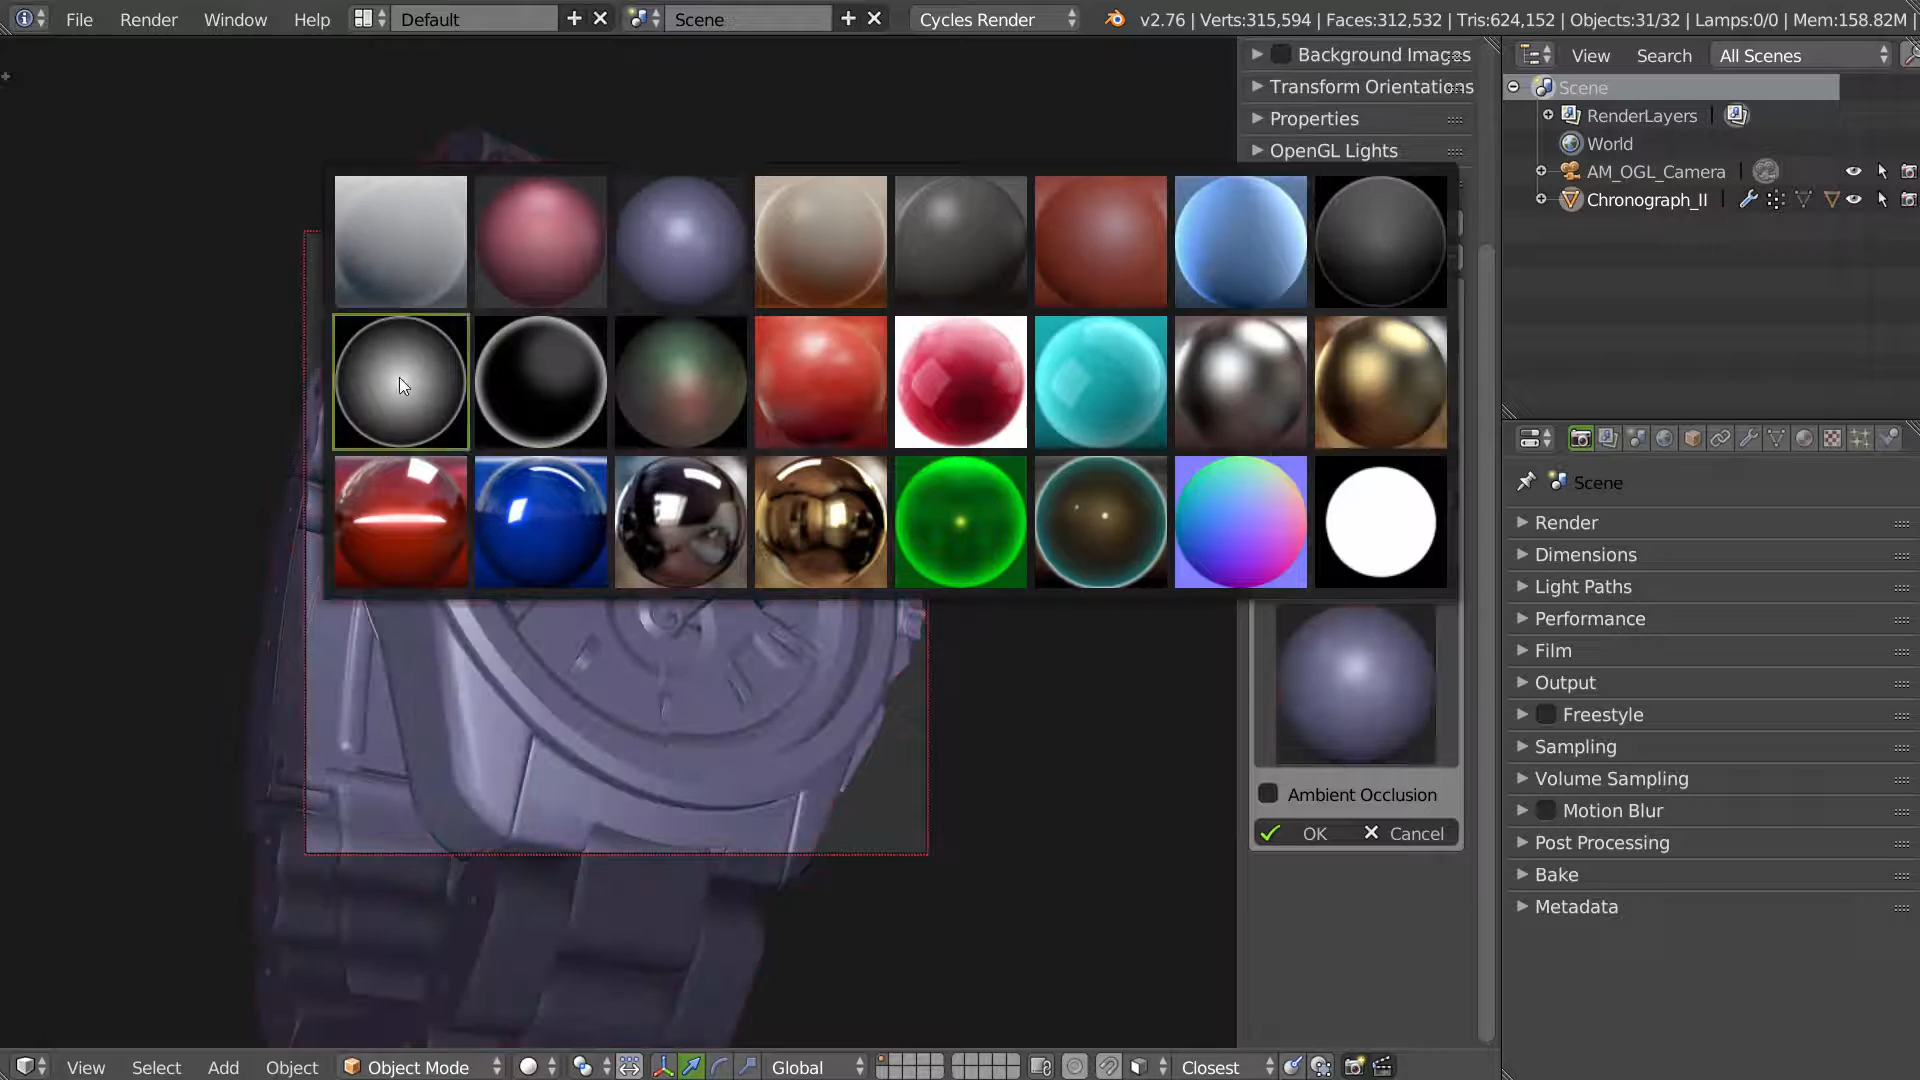 File Render Window Help Default Scene Cycles Render v2.76 | Verts:315,594 | Faces:312,532 | Tris:624,152 | Objects:31/32 | Lamps:0/0 | Mem:158.82M |
Background Images
Transform Orientations
Properties
OpenGL Lights
Ambient Occlusion
OK Cancel
View Search All Scenes
Scene
RenderLayers
World
AM_OGL_Camera
Chronograph_II
Scene
Render
Dimensions
Light Paths
Performance
Film
Output
Freestyle
Sampling
Volume Sampling
Motion Blur
Post Processing
Bake
Metadata
View Select Add Object Object Mode Global Closest